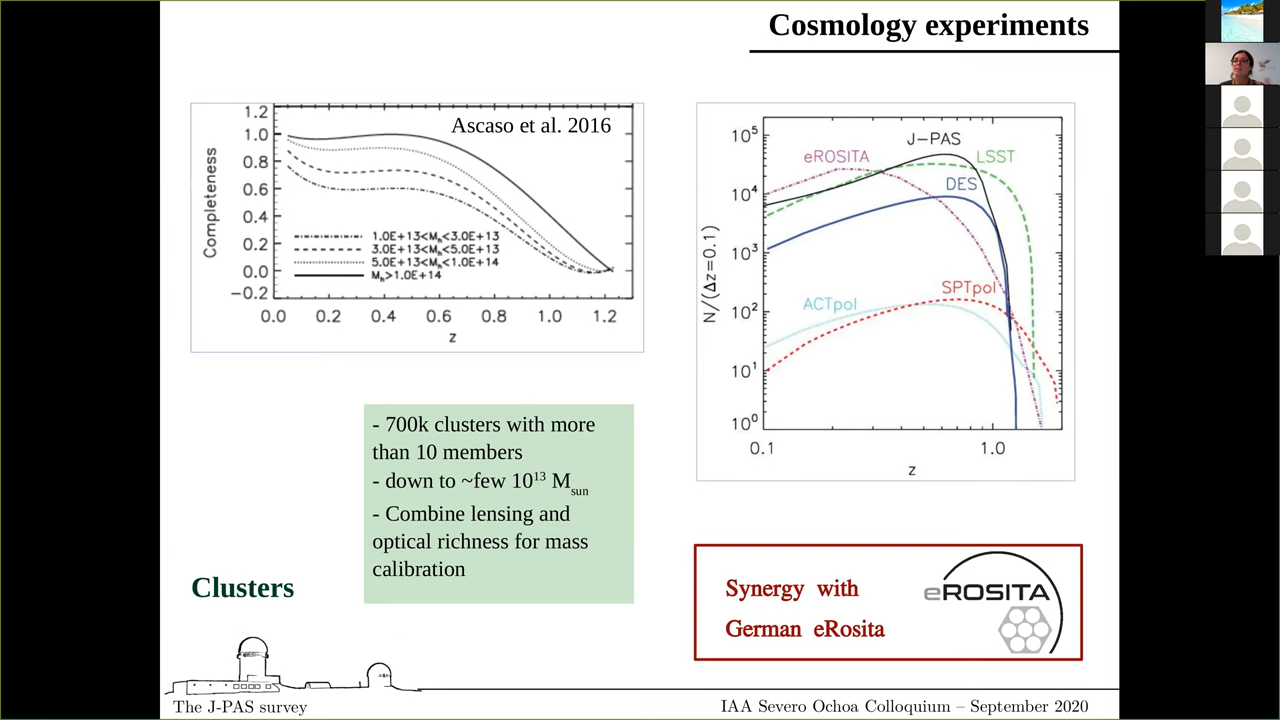 Cosmology experiments
Ascaso et al. 2016
1.2
1.0
0.8
0.6
0.4
0.2
0.0
−0.2
Completeness
1.0E+13<Mh<3.0E+13
3.0E+13<Mh<5.0E+13
5.0E+13<Mh<1.0E+14
Mh>1.0E+14
0.0 0.2 0.4 0.6 0.8 1.0 1.2
z
10^5
10^4
10^3
10^2
10^1
10^0
N/(Δz=0.1)
J−PAS
eROSITA
LSST
DES
SPTpol
ACTpol
0.1 1.0
z
- 700k clusters with more
than 10 members
- down to ~few 10^13 M_sun
- Combine lensing and
optical richness for mass
calibration
Clusters
Synergy with
German eRosita
eROSITA
The J-PAS survey
IAA Severo Ochoa Colloquium – September 2020